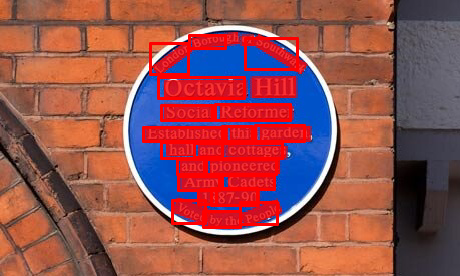 London Borough of Southwark
Octavia Hill
Social Reformer
Established this garden,
hall and cottages,
and pioneered
Army Cadets
1887-90
Voted by the People